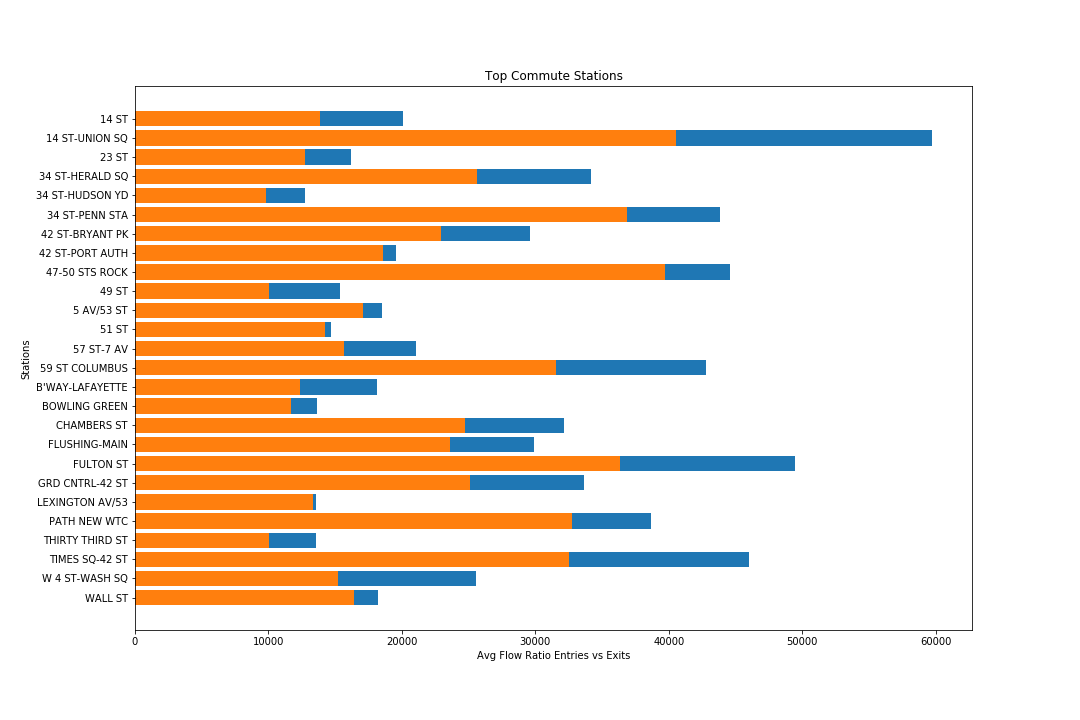 Top Commute Stations
Stations
14 ST
14 ST-UNION SQ
23 ST
34 ST-HERALD SQ
34 ST-HUDSON YD
34 ST-PENN STA
42 ST-BRYANT PK
42 ST-PORT AUTH
47-50 STS ROCK
49 ST
5 AV/53 ST
51 ST
57 ST-7 AV
59 ST COLUMBUS
B'WAY-LAFAYETTE
BOWLING GREEN
CHAMBERS ST
FLUSHING-MAIN
FULTON ST
GRD CNTRL-42 ST
LEXINGTON AV/53
PATH NEW WTC
THIRTY THIRD ST
TIMES SQ-42 ST
W 4 ST-WASH SQ
WALL ST
0 10000 20000 30000 40000 50000 60000
Avg Flow Ratio Entries vs Exits